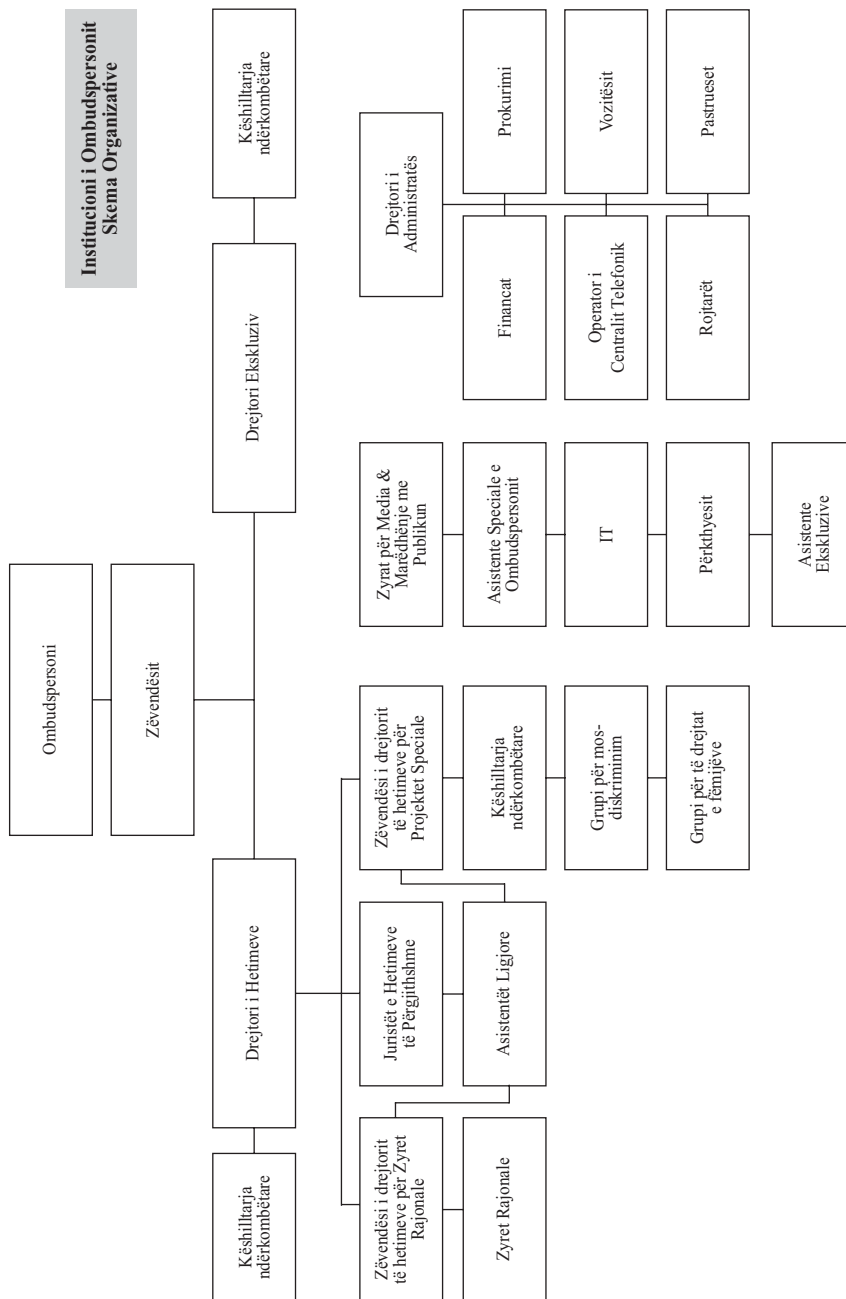 Institucioni i Ombudspersonit
Skema Organizative
Ombudspersoni
Zëvendësit
Këshilltarja
ndërkombëtare
Drejtori i Hetimeve
Drejtori Ekskluziv
Këshilltarja
ndërkombëtare
Zëvendësi i drejtorit
të hetimeve për Zyret
Rajonale
Juristët e Hetimeve
të Përgjithshme
Zëvendësi i drejtorit
të hetimeve për
Projektet Speciale
Zyrat për Media &
Marëdhënje me
Publikun
Drejtori i
Administratës
Zyret Rajonale
Asistentët Ligjore
Këshilltarja
ndërkombëtare
Asistente Speciale e
Ombudspersonit
Financat
Prokurimi
Grupi për mos-
diskriminim
IT
Operator i
Centralit Telefonik
Vozitësit
Grupi për të drejtat
e fëmijëve
Përkthyesit
Rojtarët
Pastrueset
Asistente
Ekskluzive